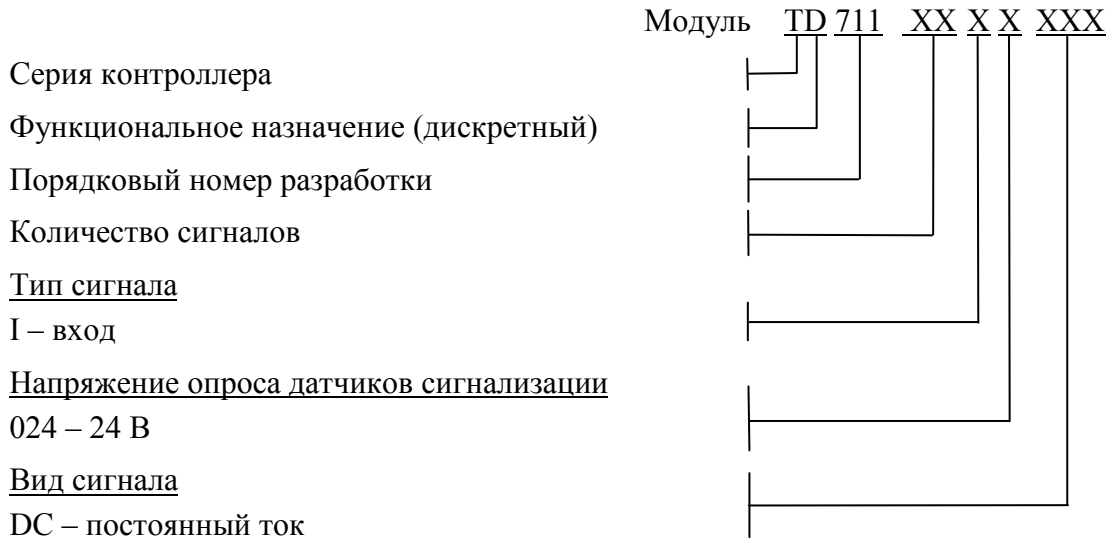 Модуль TD 711 XX X X XXX
Серия контроллера
Функциональное назначение (дискретный)
Порядковый номер разработки
Количество сигналов
Тип сигнала
I – вход
Напряжение опроса датчиков сигнализации
024 – 24 В
Вид сигнала
DC – постоянный ток